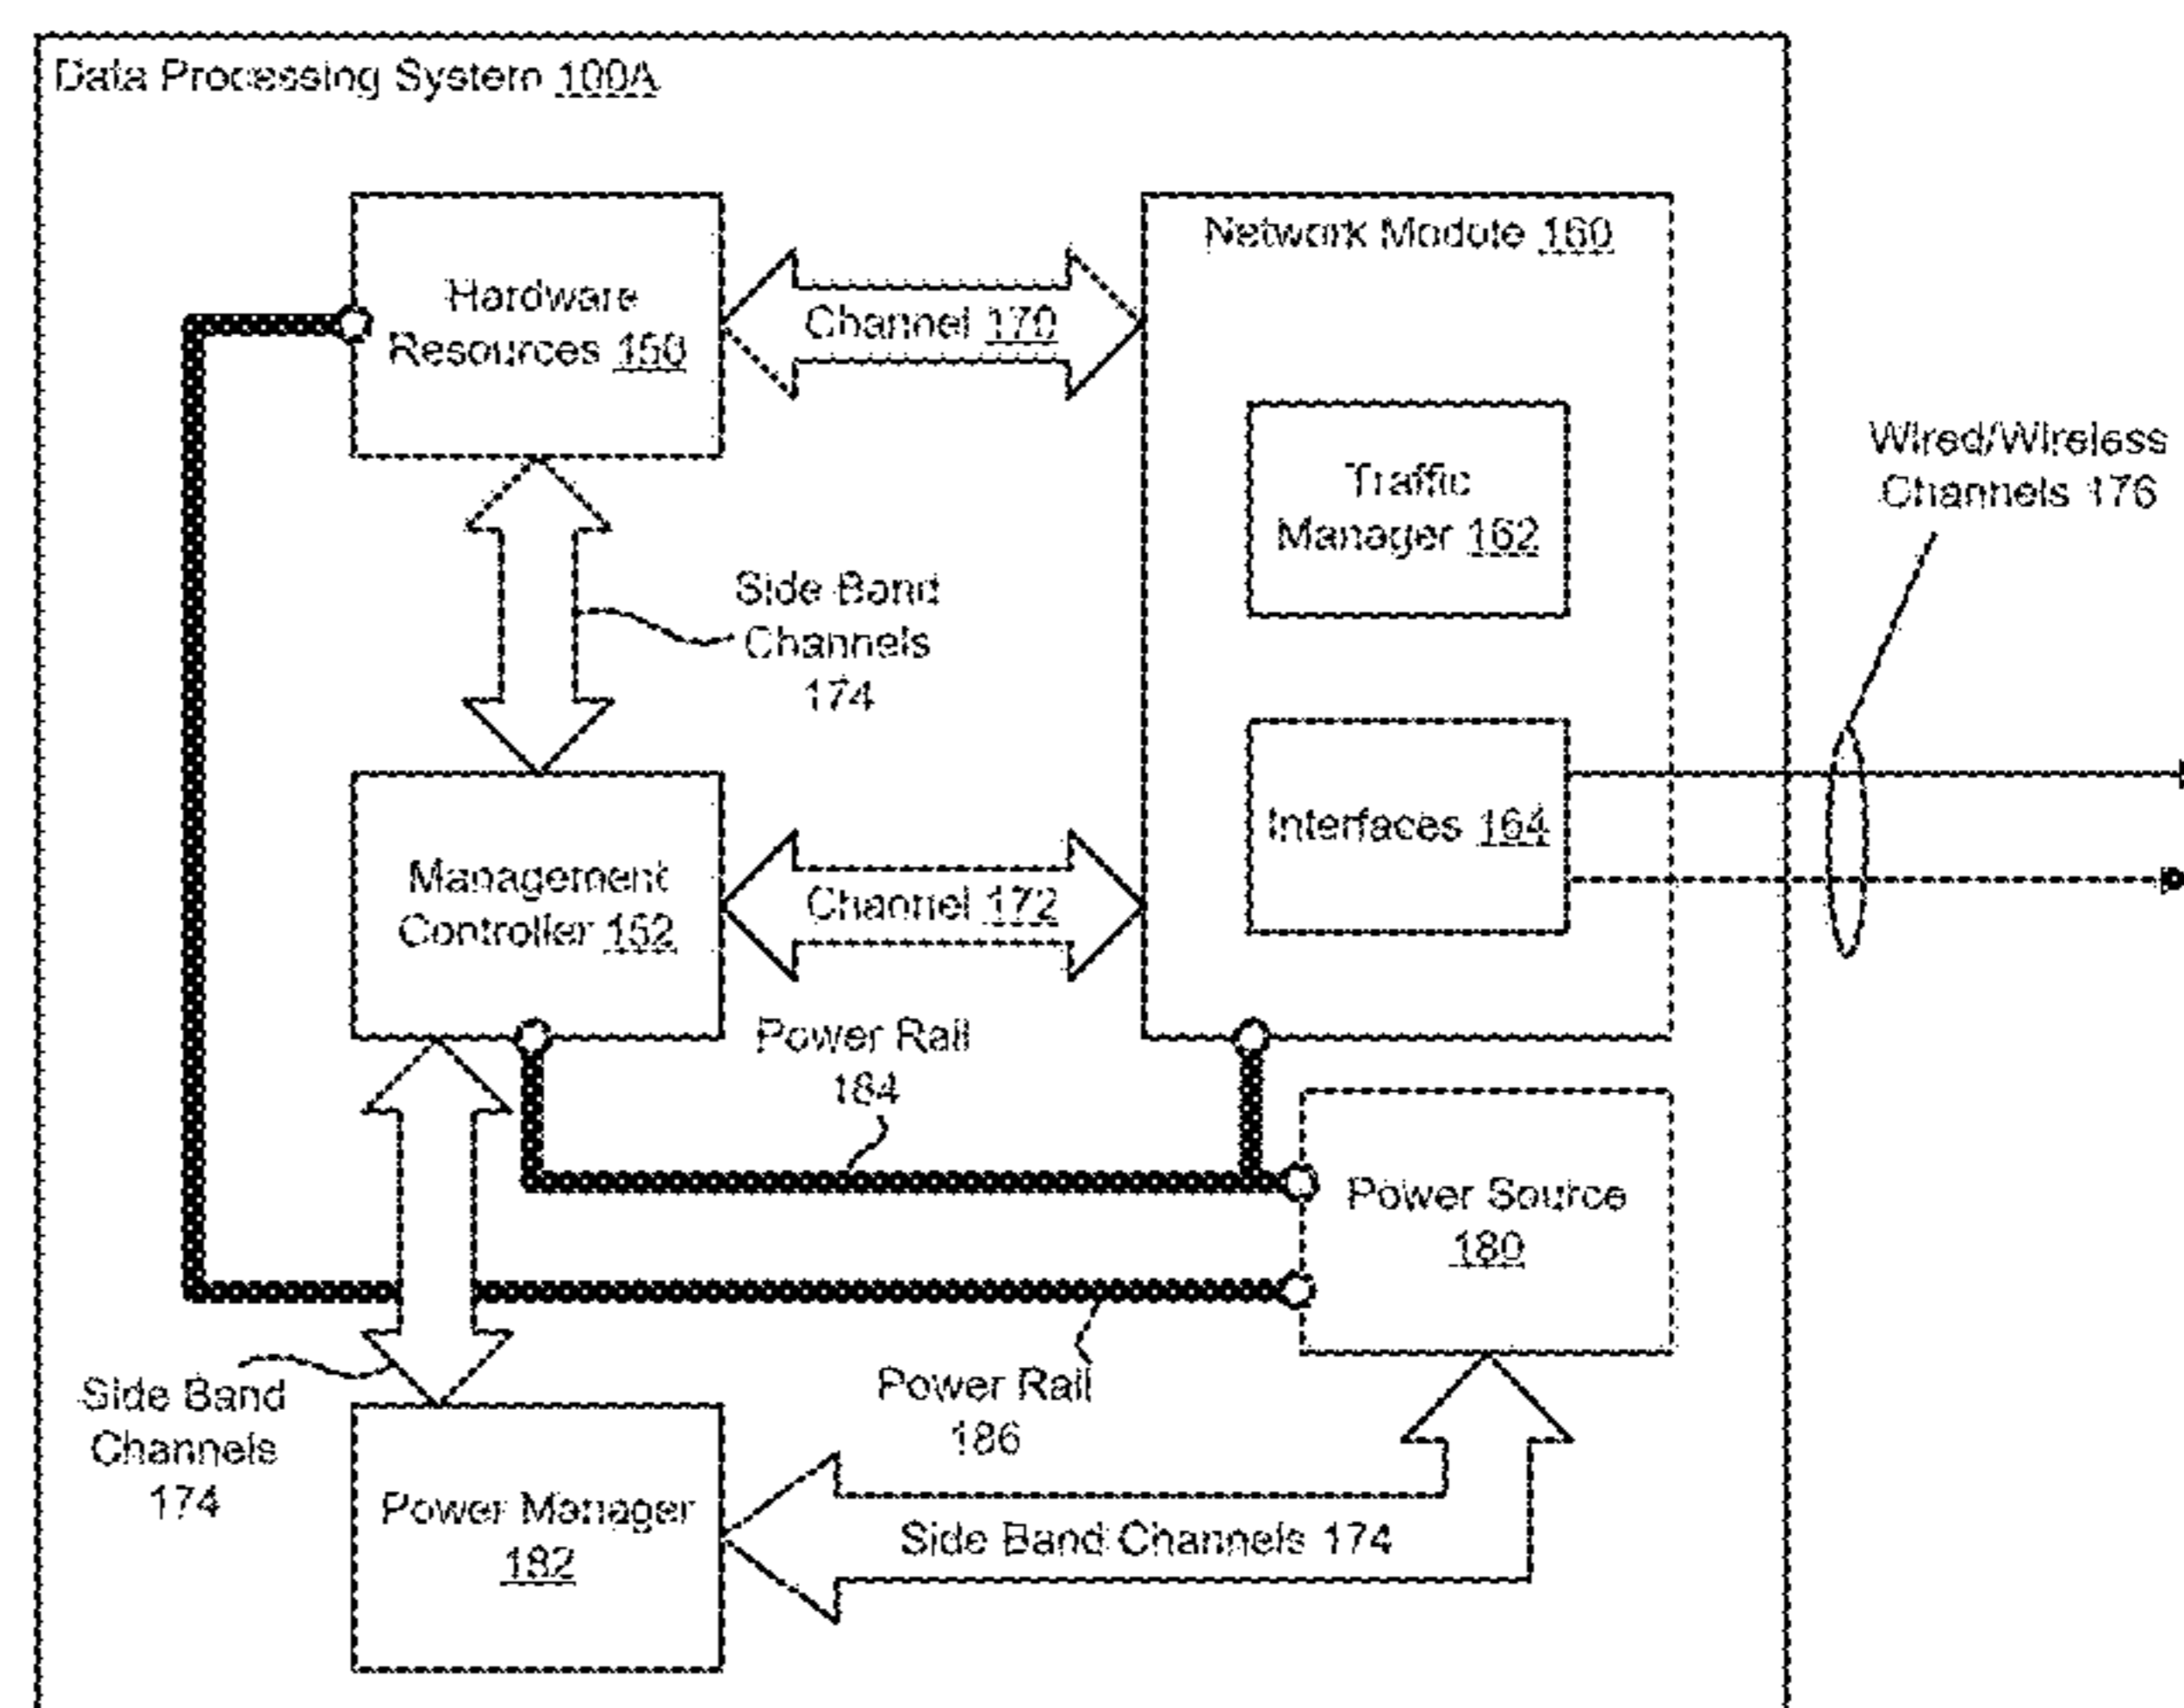 Data Processing System 100A
Hardware
Resources 150
Channel 170
Network Module 160
Traffic
Manager 162
Wired/Wireless
Channels 176
Side Band
Channels
174
Interfaces 164
Management
Controller 152
Channel 172
Power Rail
184
Power Source
180
Side Band
Channels
174
Power Rail
186
Power Manager
182
Side Band Channels 174